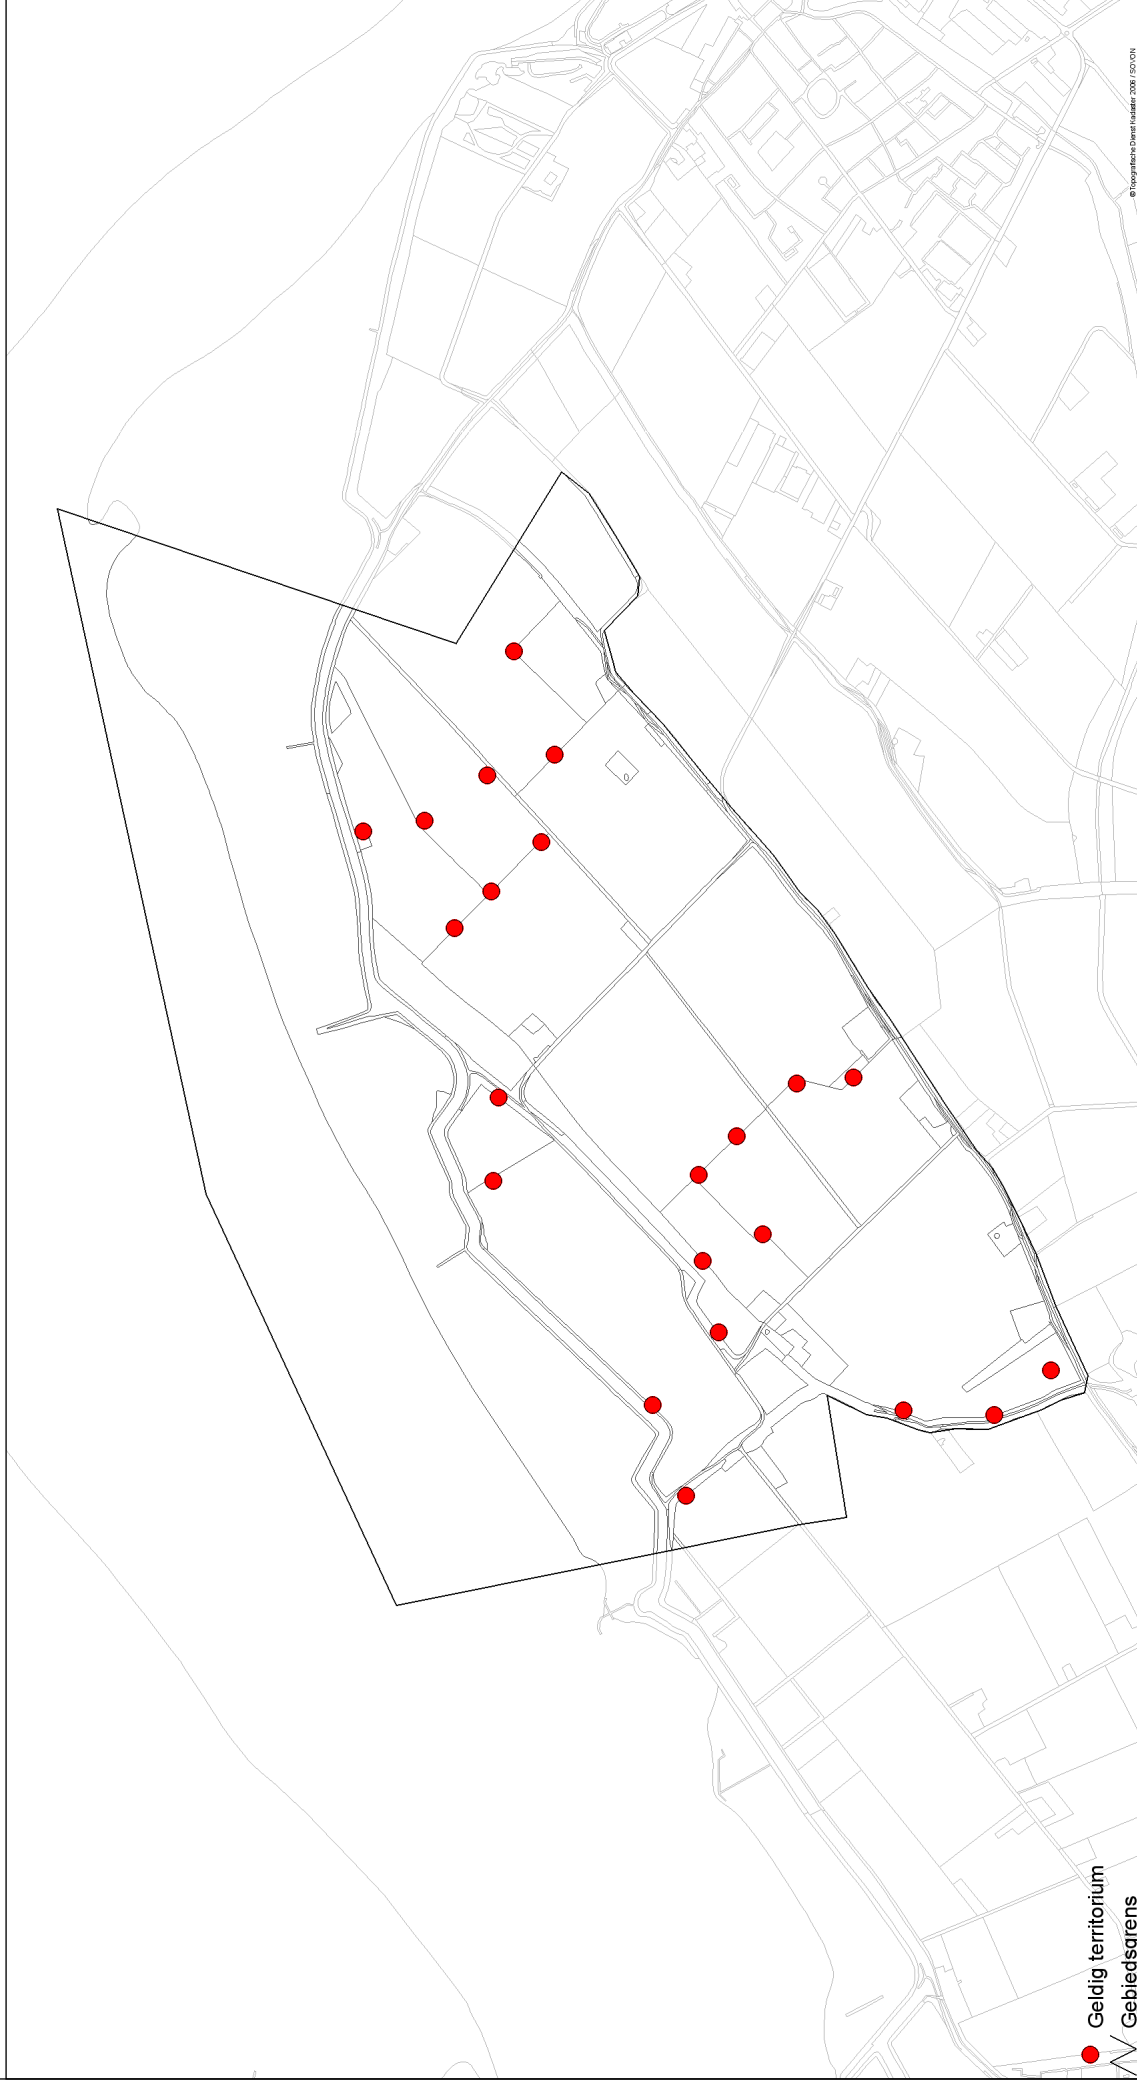 © Topografische Dienst Kadaster 2006 / SOVON
Geldig territorium
Gebiedsgrens